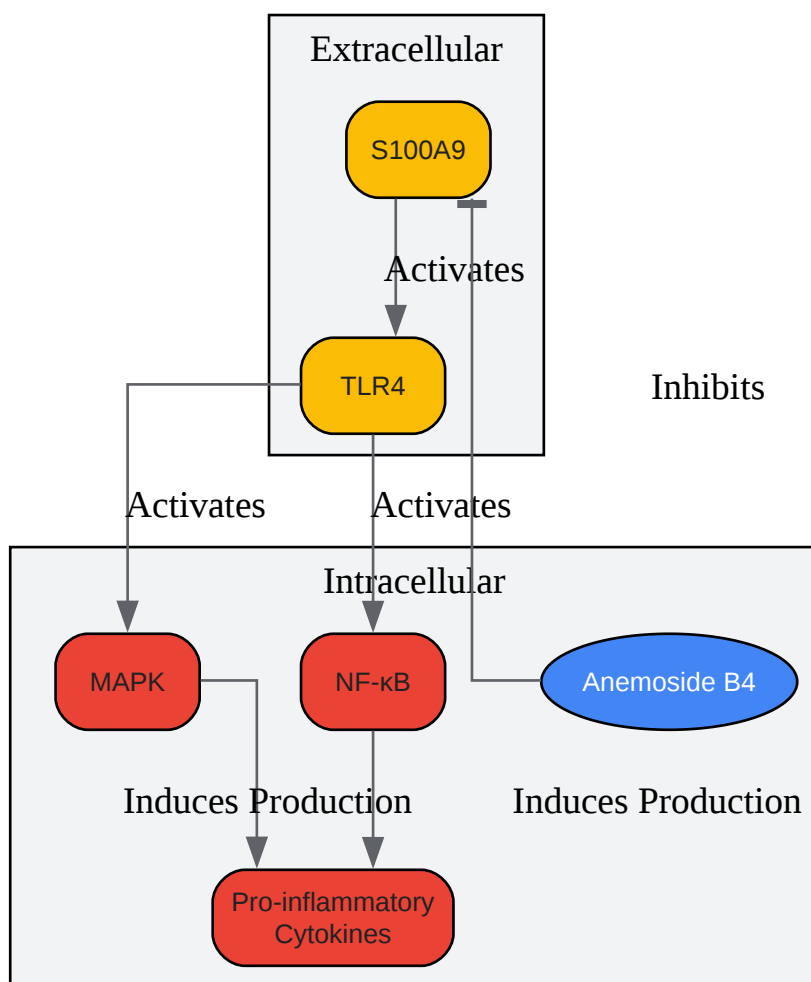 Extracellular
S100A9
Activates
TLR4
Inhibits
Activates
Activates
Intracellular
MAPK
NF-κB
Anemoside B4
Induces Production
Induces Production
Pro-inflammatory
Cytokines